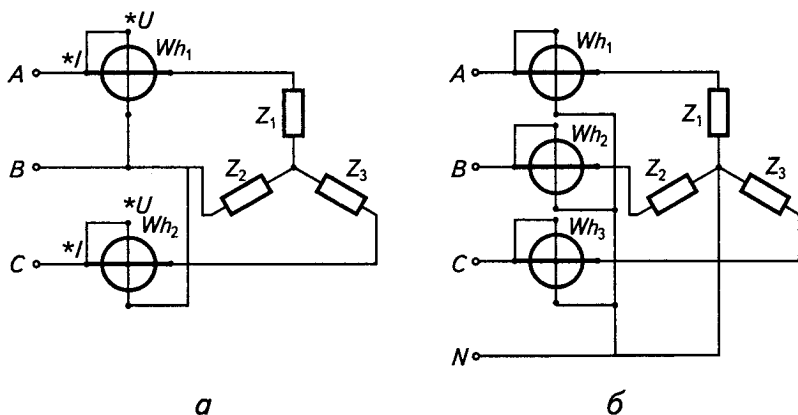 *U
*I
Wh₁
A
Z₁
B
Z₂
Z₃
*U
*I
Wh₂
C
а
Wh₁
A
Z₁
Wh₂
B
Z₂
Z₃
Wh₃
C
N
б